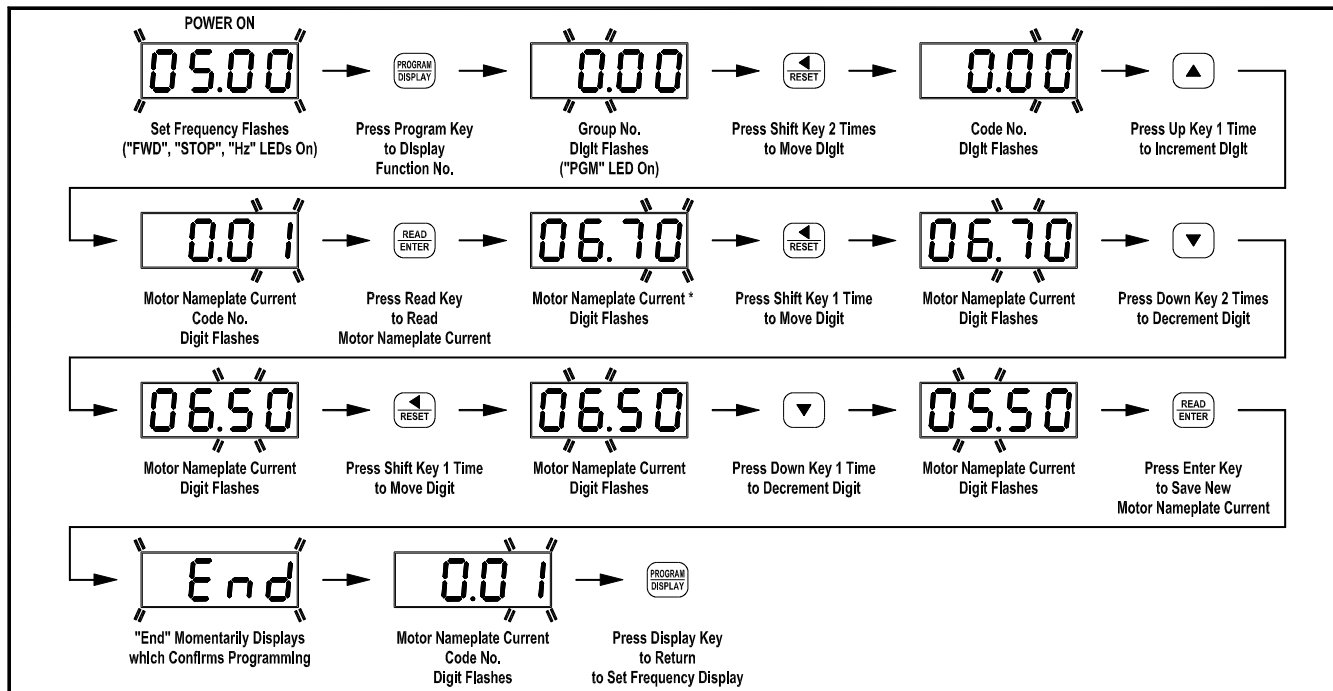 POWER ON
05.00
PROGRAM
DISPLAY
0.00
RESET
0.00
Set Frequency Flashes
("FWD", "STOP", "Hz" LEDs On)
Press Program Key
to Display
Function No.
Group No.
Digit Flashes
("PGM" LED On)
Press Shift Key 2 Times
to Move Digit
Code No.
Digit Flashes
Press Up Key 1 Time
to Increment Digit
0.01
READ
ENTER
06.70
RESET
06.70
Motor Nameplate Current
Code No.
Digit Flashes
Press Read Key
to Read
Motor Nameplate Current
Motor Nameplate Current *
Digit Flashes
Press Shift Key 1 Time
to Move Digit
Motor Nameplate Current
Digit Flashes
Press Down Key 2 Times
to Decrement Digit
06.50
RESET
06.50
05.50
READ
ENTER
Motor Nameplate Current
Digit Flashes
Press Shift Key 1 Time
to Move Digit
Motor Nameplate Current
Digit Flashes
Press Down Key 1 Time
to Decrement Digit
Motor Nameplate Current
Digit Flashes
Press Enter Key
to Save New
Motor Nameplate Current
End
0.01
PROGRAM
DISPLAY
"End" Momentarily Displays
which Confirms Programming
Motor Nameplate Current
Code No.
Digit Flashes
Press Display Key
to Return
to Set Frequency Display